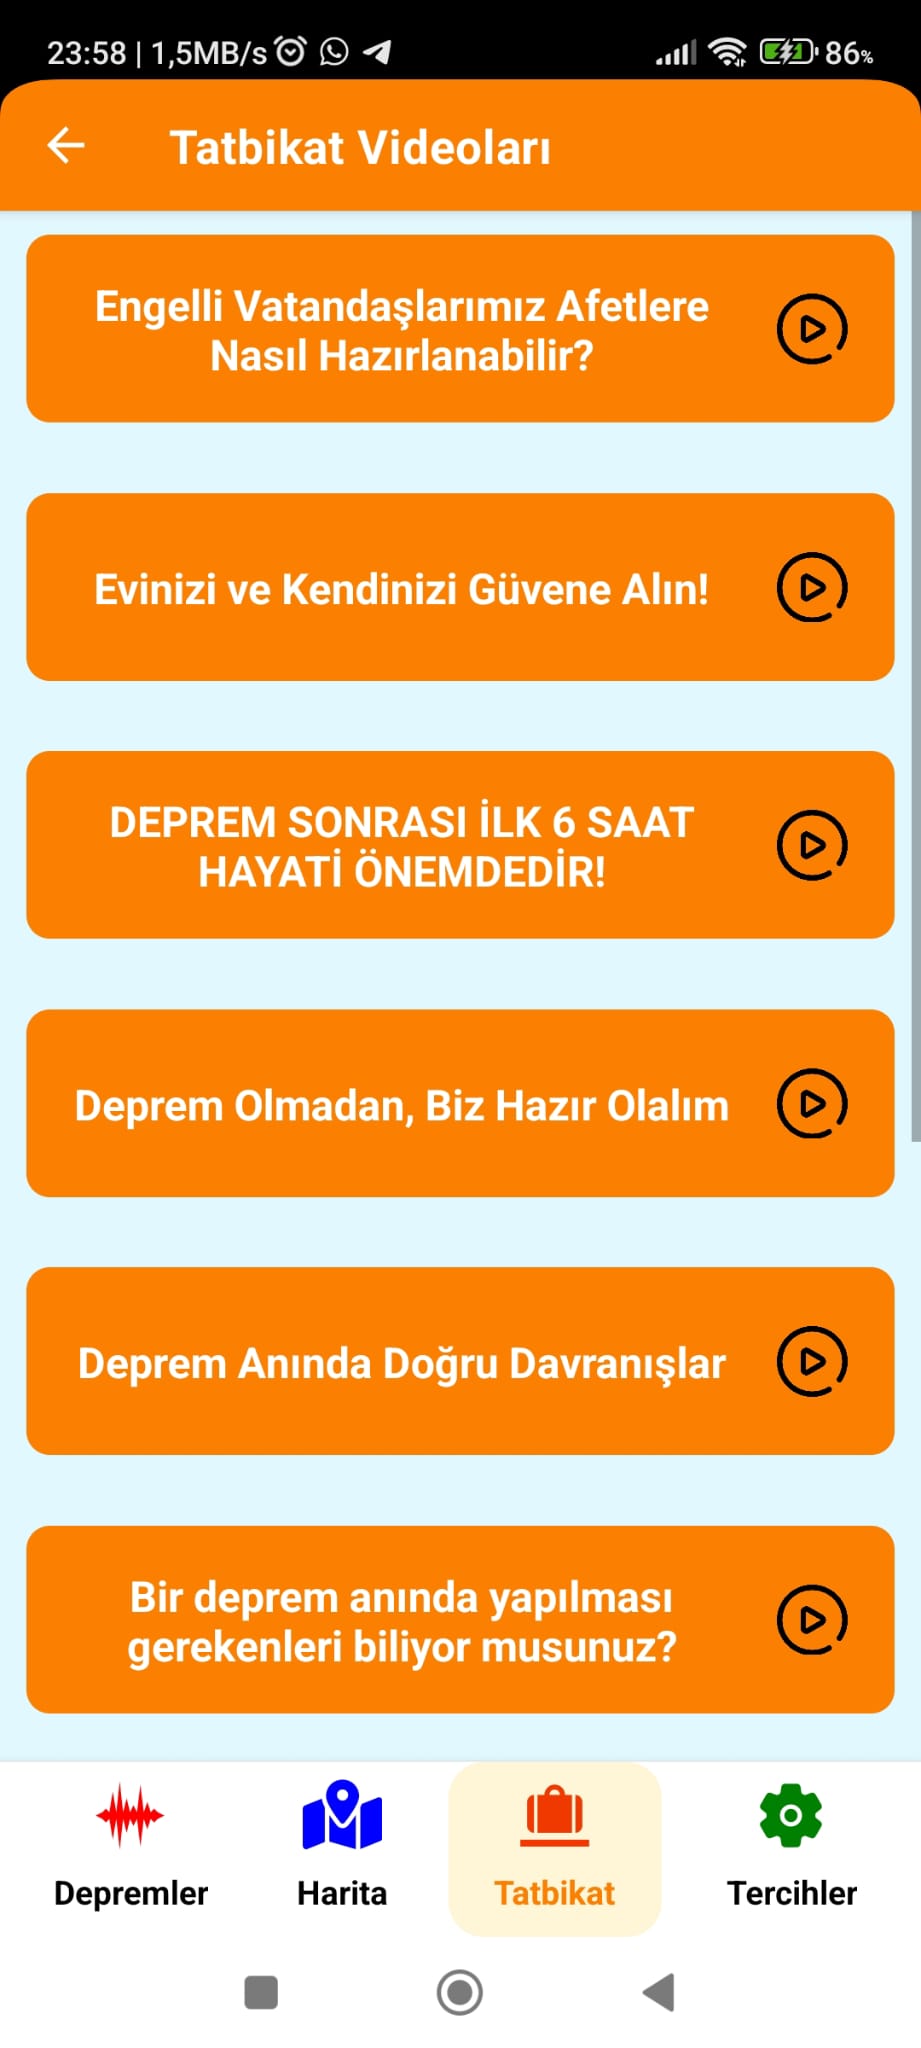 23:58 | 1,5MB/s
86%
Tatbikat Videoları
Engelli Vatandaşlarımız Afetlere
Nasıl Hazırlanabilir?
Evinizi ve Kendinizi Güvene Alın!
DEPREM SONRASI İLK 6 SAAT
HAYATİ ÖNEMDEDİR!
Deprem Olmadan, Biz Hazır Olalım
Deprem Anında Doğru Davranışlar
Bir deprem anında yapılması
gerekenleri biliyor musunuz?
Depremler
Harita
Tatbikat
Tercihler